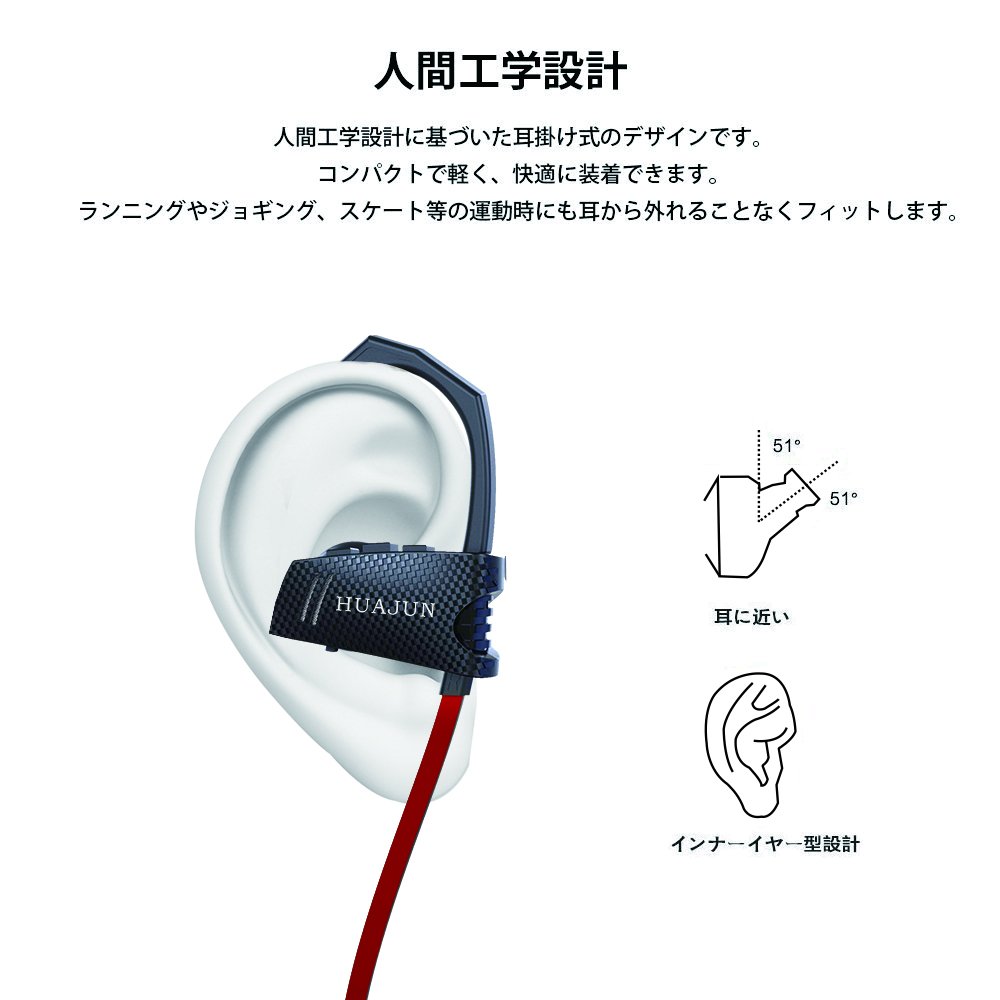 人間工学設計
人間工学設計に基づいた耳掛け式のデザインです。
コンパクトで軽く、快適に装着できます。
ランニングやジョギング、スケート等の運動時にも耳から外れることなくフィットします。
51°
51°
耳に近い
HUAJUN
インナーイヤー型設計